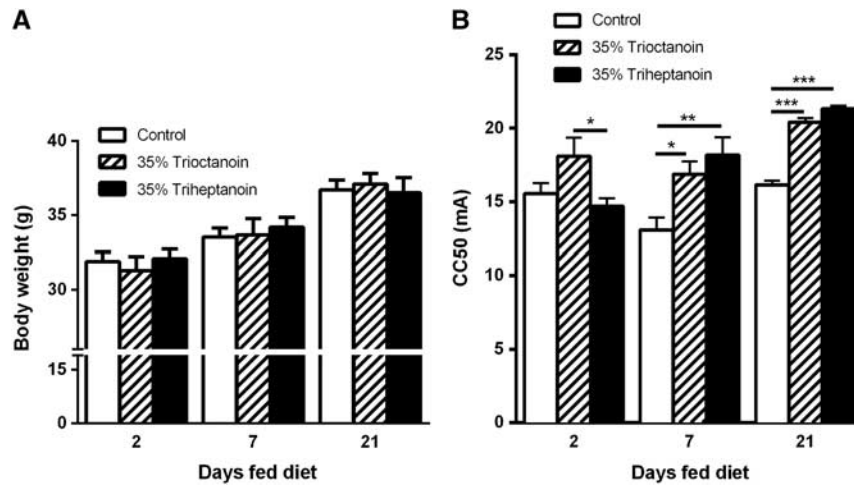 A
Control
35% Trioctanoin
35% Triheptanoin
Body weight (g)
40
35
30
15
0
2 7 21
Days fed diet
B
Control
35% Trioctanoin
35% Triheptanoin
CC50 (mA)
25
20
15
10
5
0
*
**
*
***
***
2 7 21
Days fed diet